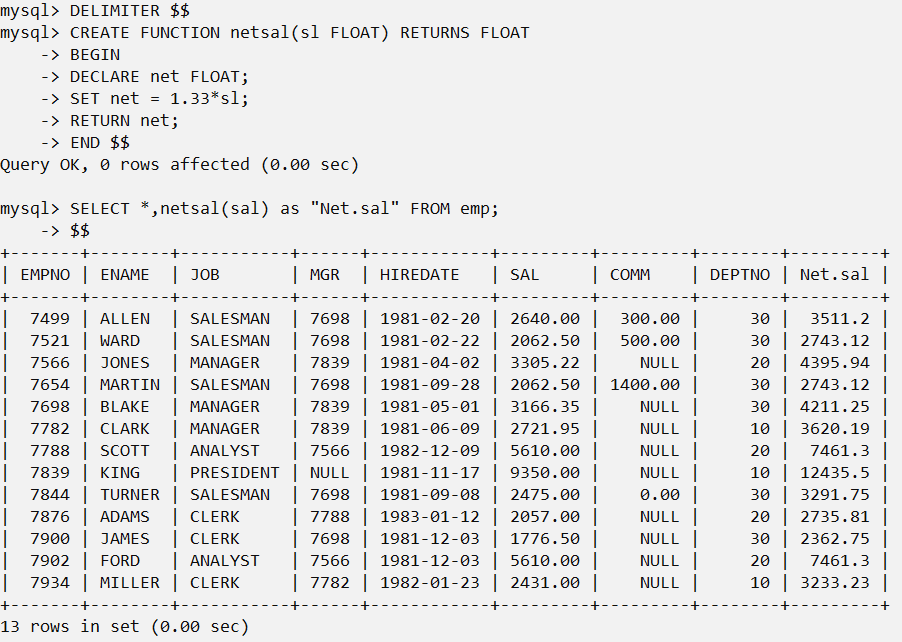 mysql> DELIMITER $$
mysql> CREATE FUNCTION netsal(sl FLOAT) RETURNS FLOAT
    -> BEGIN
    -> DECLARE net FLOAT;
    -> SET net = 1.33*sl;
    -> RETURN net;
    -> END $$
Query OK, 0 rows affected (0.00 sec)

mysql> SELECT *,netsal(sal) as "Net.sal" FROM emp;
    -> $$
+-------+--------+-----------+------+------------+---------+---------+--------+---------+
| EMPNO | ENAME  | JOB       | MGR  | HIREDATE   | SAL     | COMM    | DEPTNO | Net.sal |
+-------+--------+-----------+------+------------+---------+---------+--------+---------+
|  7499 | ALLEN  | SALESMAN  | 7698 | 1981-02-20 | 2640.00 |  300.00 |     30 |  3511.2 |
|  7521 | WARD   | SALESMAN  | 7698 | 1981-02-22 | 2062.50 |  500.00 |     30 | 2743.12 |
|  7566 | JONES  | MANAGER   | 7839 | 1981-04-02 | 3305.22 |    NULL |     20 | 4395.94 |
|  7654 | MARTIN | SALESMAN  | 7698 | 1981-09-28 | 2062.50 | 1400.00 |     30 | 2743.12 |
|  7698 | BLAKE  | MANAGER   | 7839 | 1981-05-01 | 3166.35 |    NULL |     30 | 4211.25 |
|  7782 | CLARK  | MANAGER   | 7839 | 1981-06-09 | 2721.95 |    NULL |     10 | 3620.19 |
|  7788 | SCOTT  | ANALYST   | 7566 | 1982-12-09 | 5610.00 |    NULL |     20 |  7461.3 |
|  7839 | KING   | PRESIDENT | NULL | 1981-11-17 | 9350.00 |    NULL |     10 | 12435.5 |
|  7844 | TURNER | SALESMAN  | 7698 | 1981-09-08 | 2475.00 |    0.00 |     30 | 3291.75 |
|  7876 | ADAMS  | CLERK     | 7788 | 1983-01-12 | 2057.00 |    NULL |     20 | 2735.81 |
|  7900 | JAMES  | CLERK     | 7698 | 1981-12-03 | 1776.50 |    NULL |     30 | 2362.75 |
|  7902 | FORD   | ANALYST   | 7566 | 1981-12-03 | 5610.00 |    NULL |     20 |  7461.3 |
|  7934 | MILLER | CLERK     | 7782 | 1982-01-23 | 2431.00 |    NULL |     10 | 3233.23 |
+-------+--------+-----------+------+------------+---------+---------+--------+---------+
13 rows in set (0.00 sec)